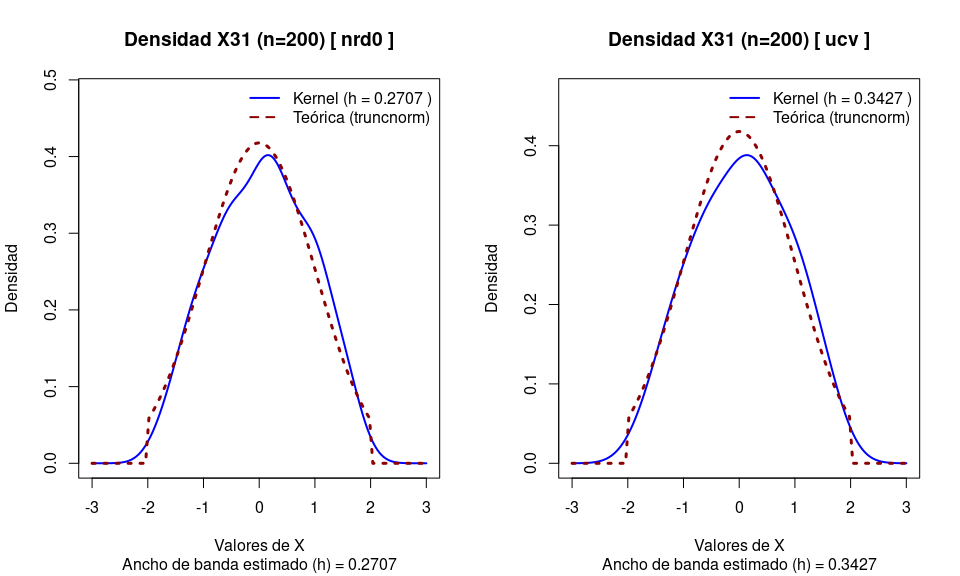 Densidad X31 (n=200) [ nrd0 ]
Kernel (h = 0.2707 )
Teórica (truncnorm)
Densidad
0.5
0.4
0.3
0.2
0.1
0.0
-3 -2 -1 0 1 2 3
Valores de X
Ancho de banda estimado (h) = 0.2707
Densidad X31 (n=200) [ ucv ]
Kernel (h = 0.3427 )
Teórica (truncnorm)
Densidad
0.4
0.3
0.2
0.1
0.0
-3 -2 -1 0 1 2 3
Valores de X
Ancho de banda estimado (h) = 0.3427